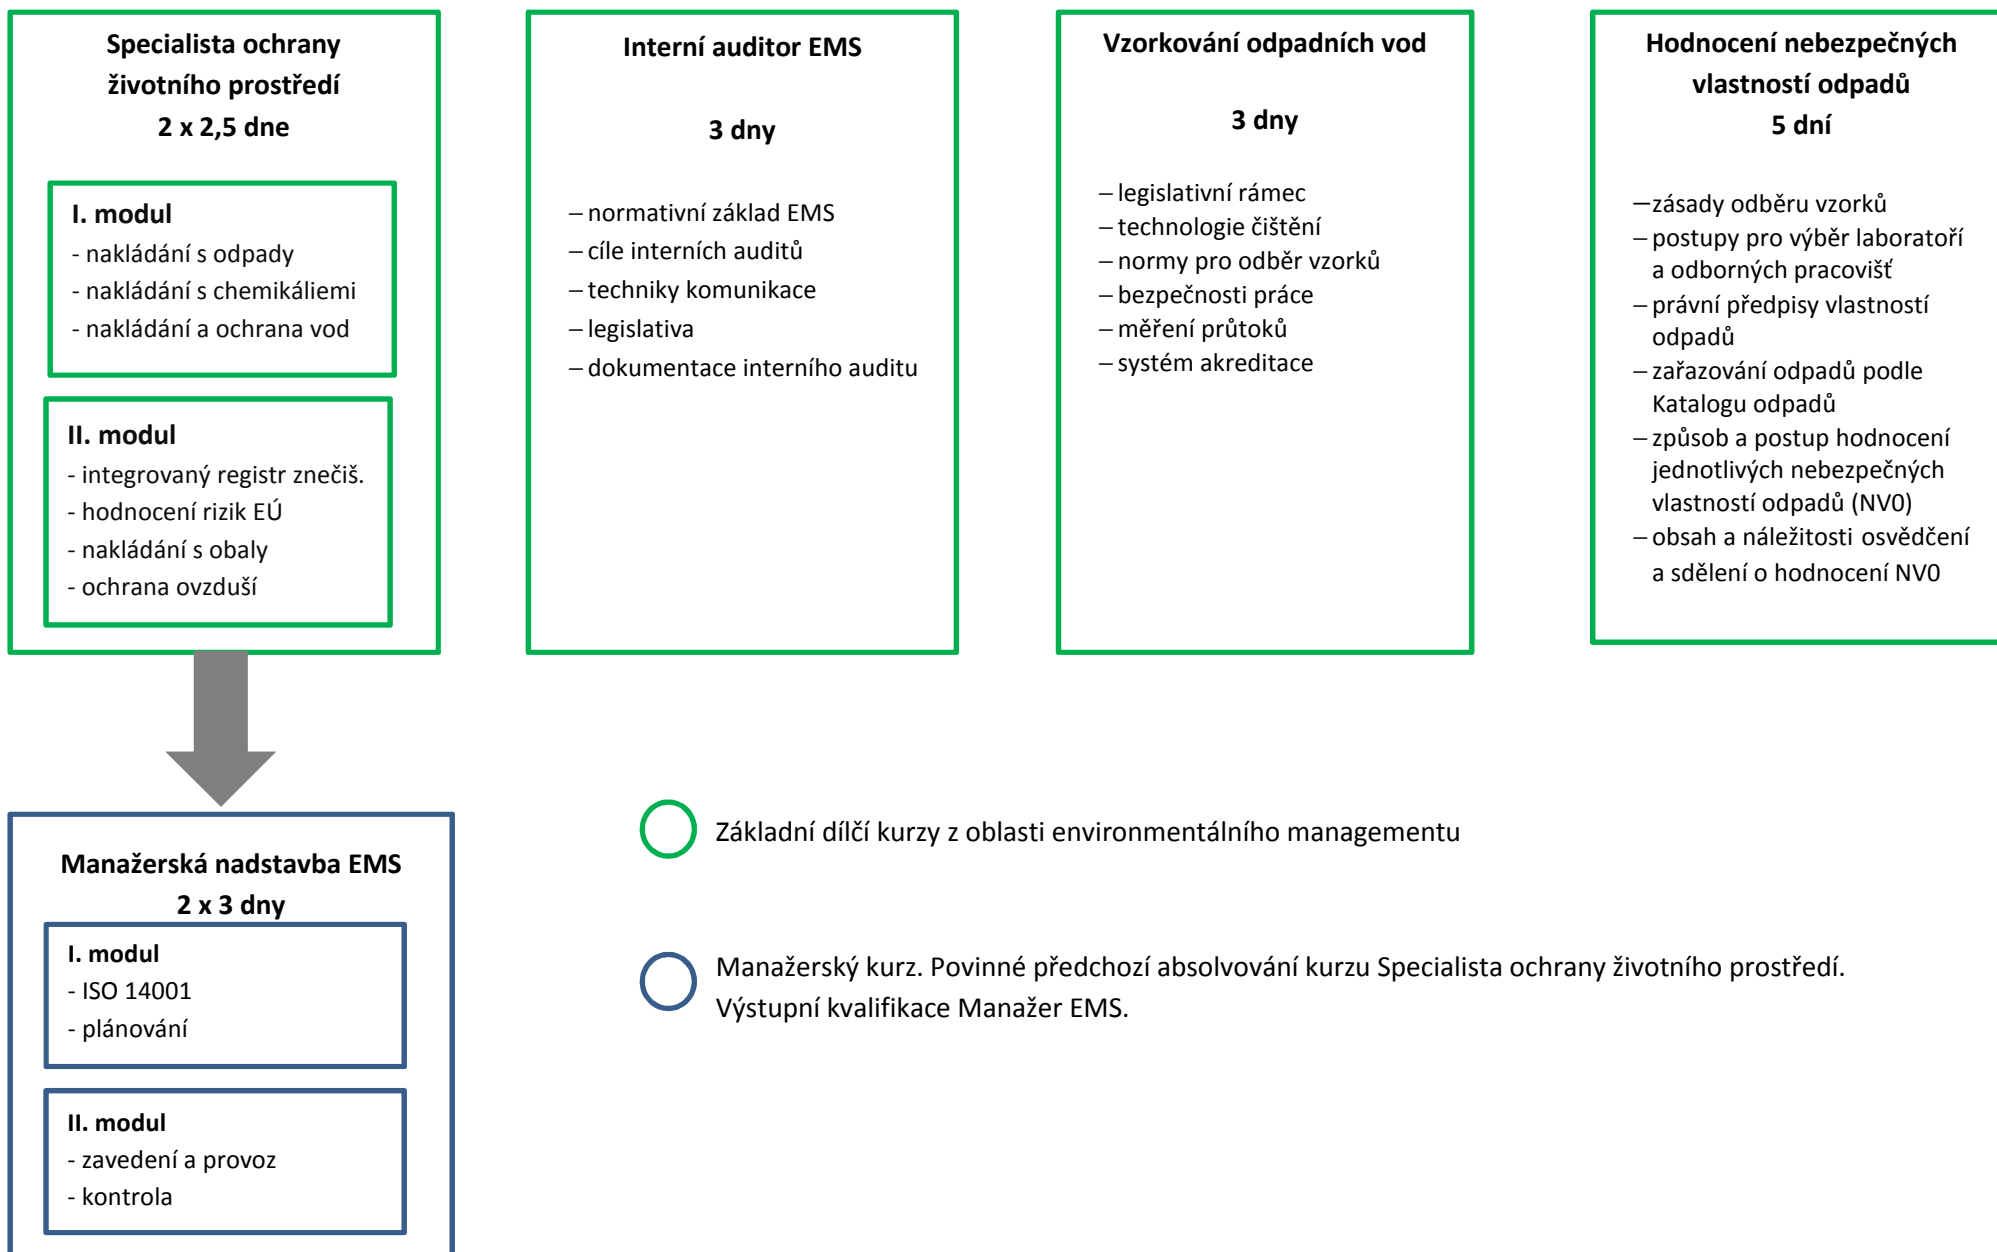 Specialista ochrany
životního prostředí
2 x 2,5 dne
I. modul
- nakládání s odpady
- nakládání s chemikáliemi
- nakládání a ochrana vod
II. modul
- integrovaný registr znečiš.
- hodnocení rizik EÚ
- nakládání s obaly
- ochrana ovzduší
Interní auditor EMS
3 dny
– normativní základ EMS
– cíle interních auditů
– techniky komunikace
– legislativa
– dokumentace interního auditu
Vzorkování odpadních vod
3 dny
– legislativní rámec
– technologie čištění
– normy pro odběr vzorků
– bezpečnosti práce
– měření průtoků
– systém akreditace
Hodnocení nebezpečných
vlastností odpadů
5 dní
– zásady odběru vzorků
– postupy pro výběr laboratoří
a odborných pracovišť
– právní předpisy vlastností
odpadů
– zařazování odpadů podle
Katalogu odpadů
– způsob a postup hodnocení
jednotlivých nebezpečných
vlastností odpadů (NV0)
– obsah a náležitosti osvědčení
a sdělení o hodnocení NV0
Manažerská nadstavba EMS
2 x 3 dny
I. modul
- ISO 14001
- plánování
II. modul
- zavedení a provoz
- kontrola
Základní dílčí kurzy z oblasti environmentálního managementu
Manažerský kurz. Povinné předchozí absolvování kurzu Specialista ochrany životního prostředí.
Výstupní kvalifikace Manažer EMS.